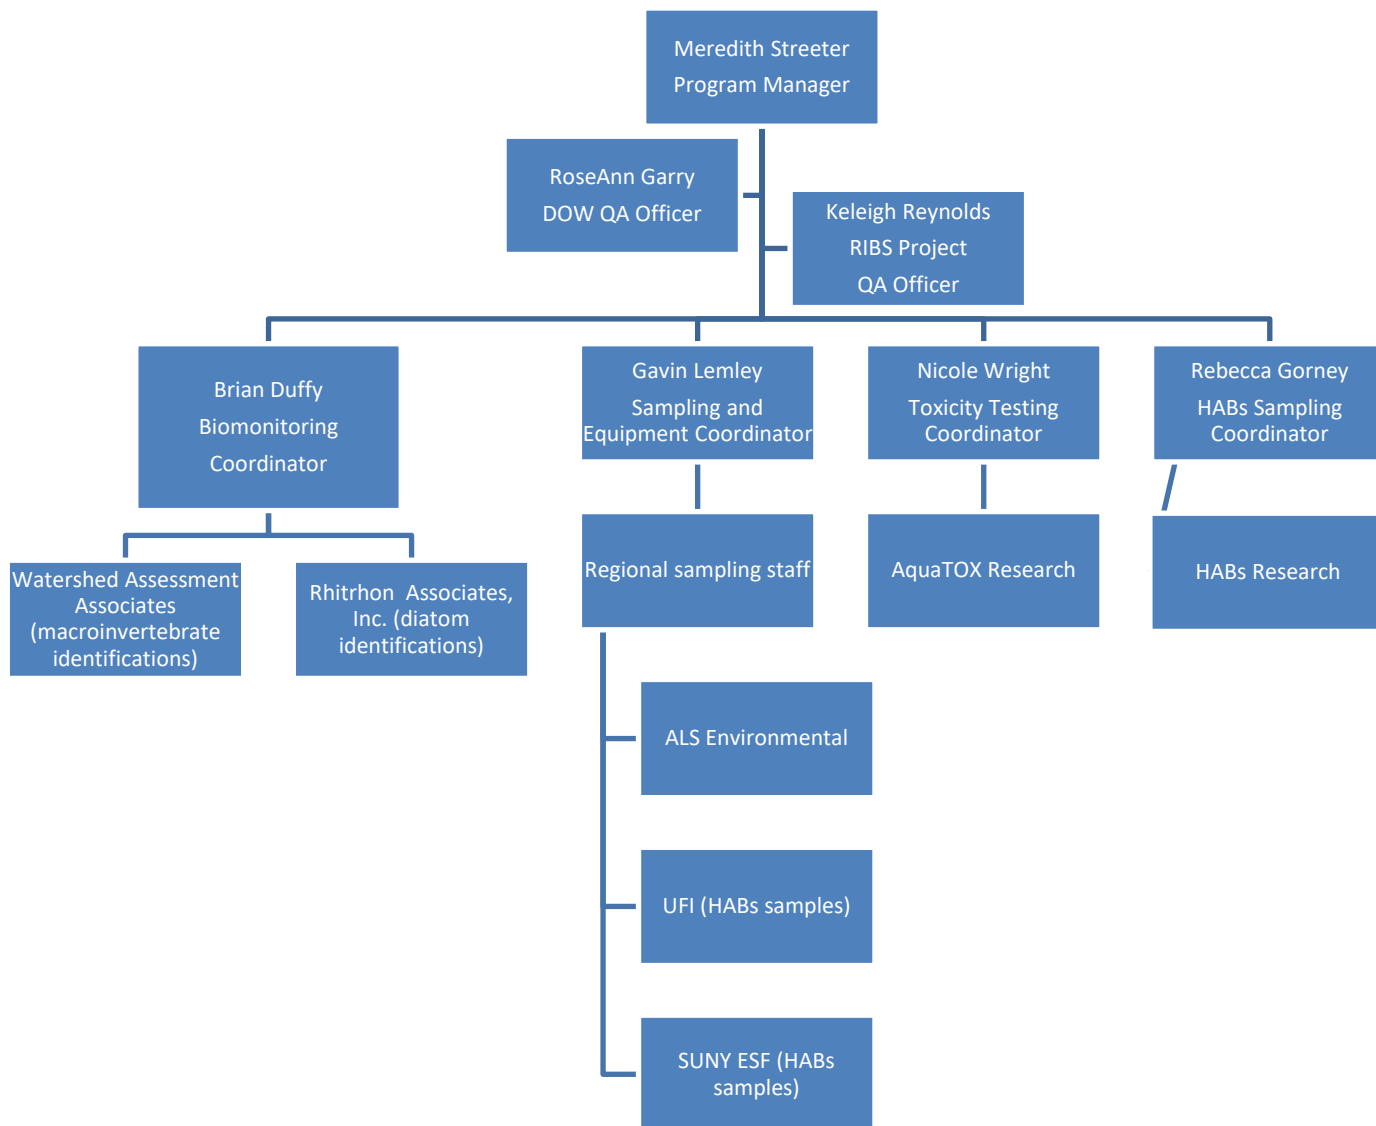 Meredith Streeter
Program Manager
RoseAnn Garry
DOW QA Officer
Keleigh Reynolds
RIBS Project
QA Officer
Brian Duffy
Biomonitoring
Coordinator
Gavin Lemley
Sampling and
Equipment Coordinator
Nicole Wright
Toxicity Testing
Coordinator
Rebecca Gorney
HABs Sampling
Coordinator
Watershed Assessment
Associates
(macroinvertebrate
identifications)
Rhitrhon Associates,
Inc. (diatom
identifications)
Regional sampling staff
AquaTOX Research
HABs Research
ALS Environmental
UFI (HABs samples)
SUNY ESF (HABs
samples)